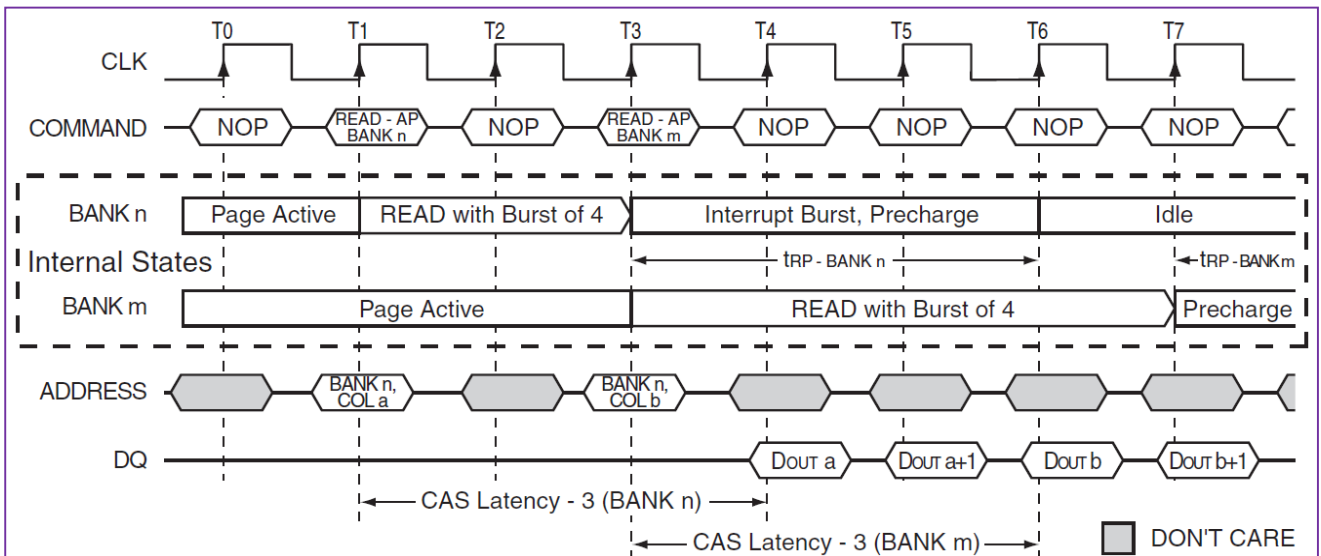 T0 T1 T2 T3 T4 T5 T6 T7
CLK
COMMAND NOP READ - AP BANK n NOP READ - AP BANK m NOP NOP NOP NOP
BANK n Page Active READ with Burst of 4 Interrupt Burst, Precharge Idle
Internal States tRP - BANK n tRP - BANK m
BANK m Page Active READ with Burst of 4 Precharge
ADDRESS BANK n, COL a BANK n, COL b
DQ DOUT a DOUT a+1 DOUT b DOUT b+1
CAS Latency - 3 (BANK n)
CAS Latency - 3 (BANK m) DON'T CARE